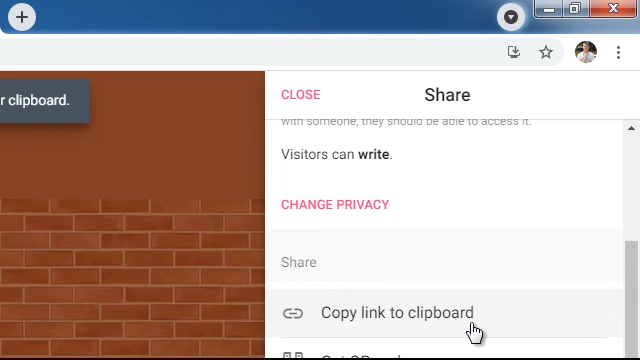 r clipboard.
CLOSE
Share
with someone, they should be able to access it.
Visitors can write.
CHANGE PRIVACY
Share
Copy link to clipboard